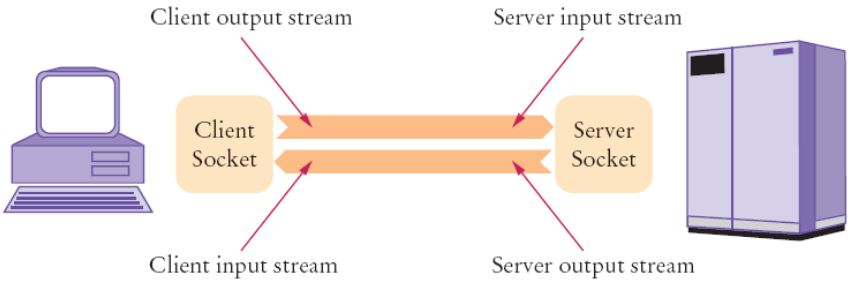 Client output stream
Server input stream
Client
Socket
Server
Socket
Client input stream
Server output stream